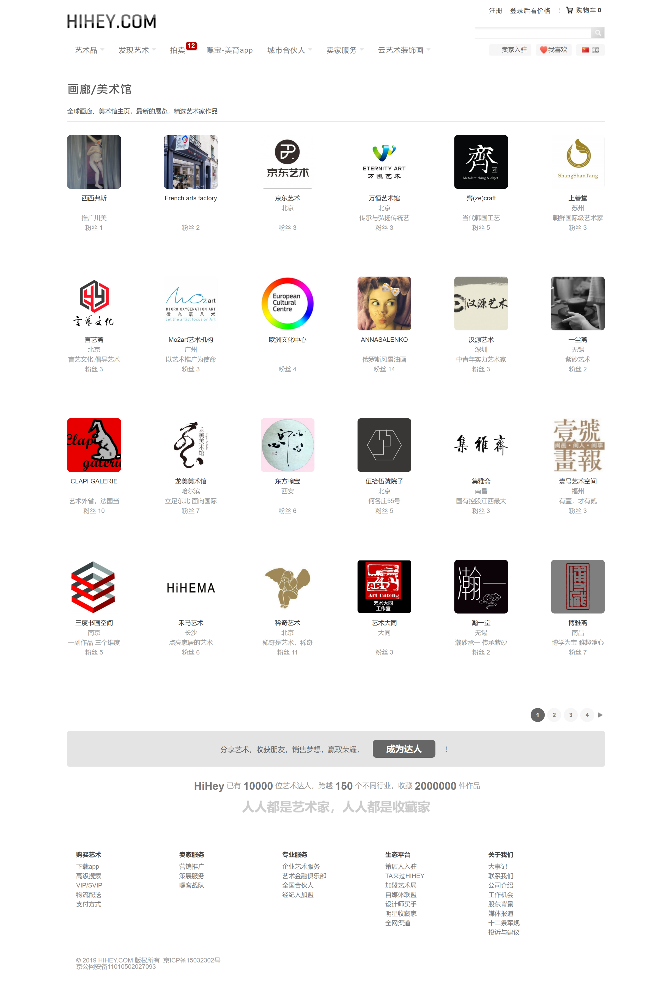 HIHEY.COM
注册 登录后看价格 购物车 0
艺术品 发现艺术 拍卖 12 嘿宝-美育app 城市合伙人 卖家服务 云艺术装饰画 卖家入驻 我喜欢
画廊/美术馆
全球画廊、美术馆主页，最新的展览，精选艺术家作品
ART SAINT GERMAIN
京东艺术
ETERNITY ART
万恒艺术
齊
Metalsmithing & objet
ShangShanTang
西西弗斯 French arts factory 京东艺术 万恒艺术馆 齊(ze)craft 上善堂
北京 北京 苏州
推广川美 传承与弘扬传统艺 当代韩国工艺 朝鲜国际级艺术家
粉丝 1 粉丝 2 粉丝 3 粉丝 3 粉丝 5 粉丝 3
言藝文化
Mo2art
MICRO OXYGENATION ART
微充氧艺术
Let the artist focus on Art
European
Cultural
Centre
汉源艺术
言艺斋 Mo2art艺术机构 欧洲文化中心 ANNASALENKO 汉源艺术 一尘斋
北京 广州 深圳 无锡
言艺文化,倡导艺术 以艺术推广为使命 俄罗斯风景油画 中青年实力艺术家 紫砂艺术
粉丝 3 粉丝 3 粉丝 4 粉丝 14 粉丝 3 粉丝 2
Clapi
galerie
龙美美术馆
集雅斋
壹號
闽画·闽人·闽事
畫報
CLAPI GALERIE 龙美美术馆 东方翰宝 伍拾伍號院子 集雅斋 壹号艺术空间
哈尔滨 西安 北京 南昌 福州
艺术外省，法国当 立足东北 面向国际 何各庄55号 国有控股江西最大 有壹，才有贰
粉丝 10 粉丝 7 粉丝 6 粉丝 5 粉丝 3 粉丝 3
HiHEMA
ART
Art Datong
艺术大同
工作室
瀚一
三度书画空间 禾马艺术 稀奇艺术 艺术大同 瀚一堂 博雅斋
南京 长沙 北京 大同 无锡 南昌
一副作品 三个维度 点亮家居的艺术 稀奇是艺术，稀奇 瀚砂承一 传承紫砂 博学为宝 雅趣澄心
粉丝 5 粉丝 6 粉丝 11 粉丝 3 粉丝 2 粉丝 7
1 2 3 4
分享艺术，收获朋友，销售梦想，赢取荣耀， 成为达人 ！
HiHey 已有 10000 位艺术达人，跨越 150 个不同行业，收藏 2000000 件作品
人人都是艺术家，人人都是收藏家
购买艺术
下载app
高级搜索
VIP/SVIP
物流配送
支付方式
卖家服务
营销推广
策展服务
嘿客战队
专业服务
企业艺术服务
艺术金融俱乐部
全国合伙人
经纪人加盟
生态平台
策展人入驻
TA来过HIHEY
加盟艺术局
自媒体联盟
设计师买手
明星收藏家
全网渠道
关于我们
大事记
联系我们
公司介绍
工作机会
股东背景
媒体报道
十二条军规
投诉与建议
© 2019 HIHEY.COM 版权所有 京ICP备15032302号
京公网安备11010502027093